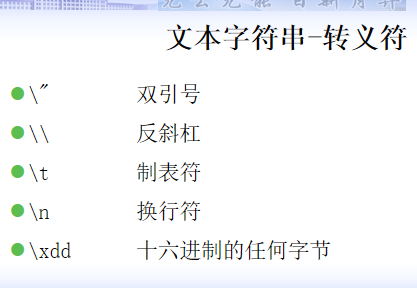 文本字符串-转义符
\" 双引号
\\ 反斜杠
\t 制表符
\n 换行符
\xdd 十六进制的任何字节